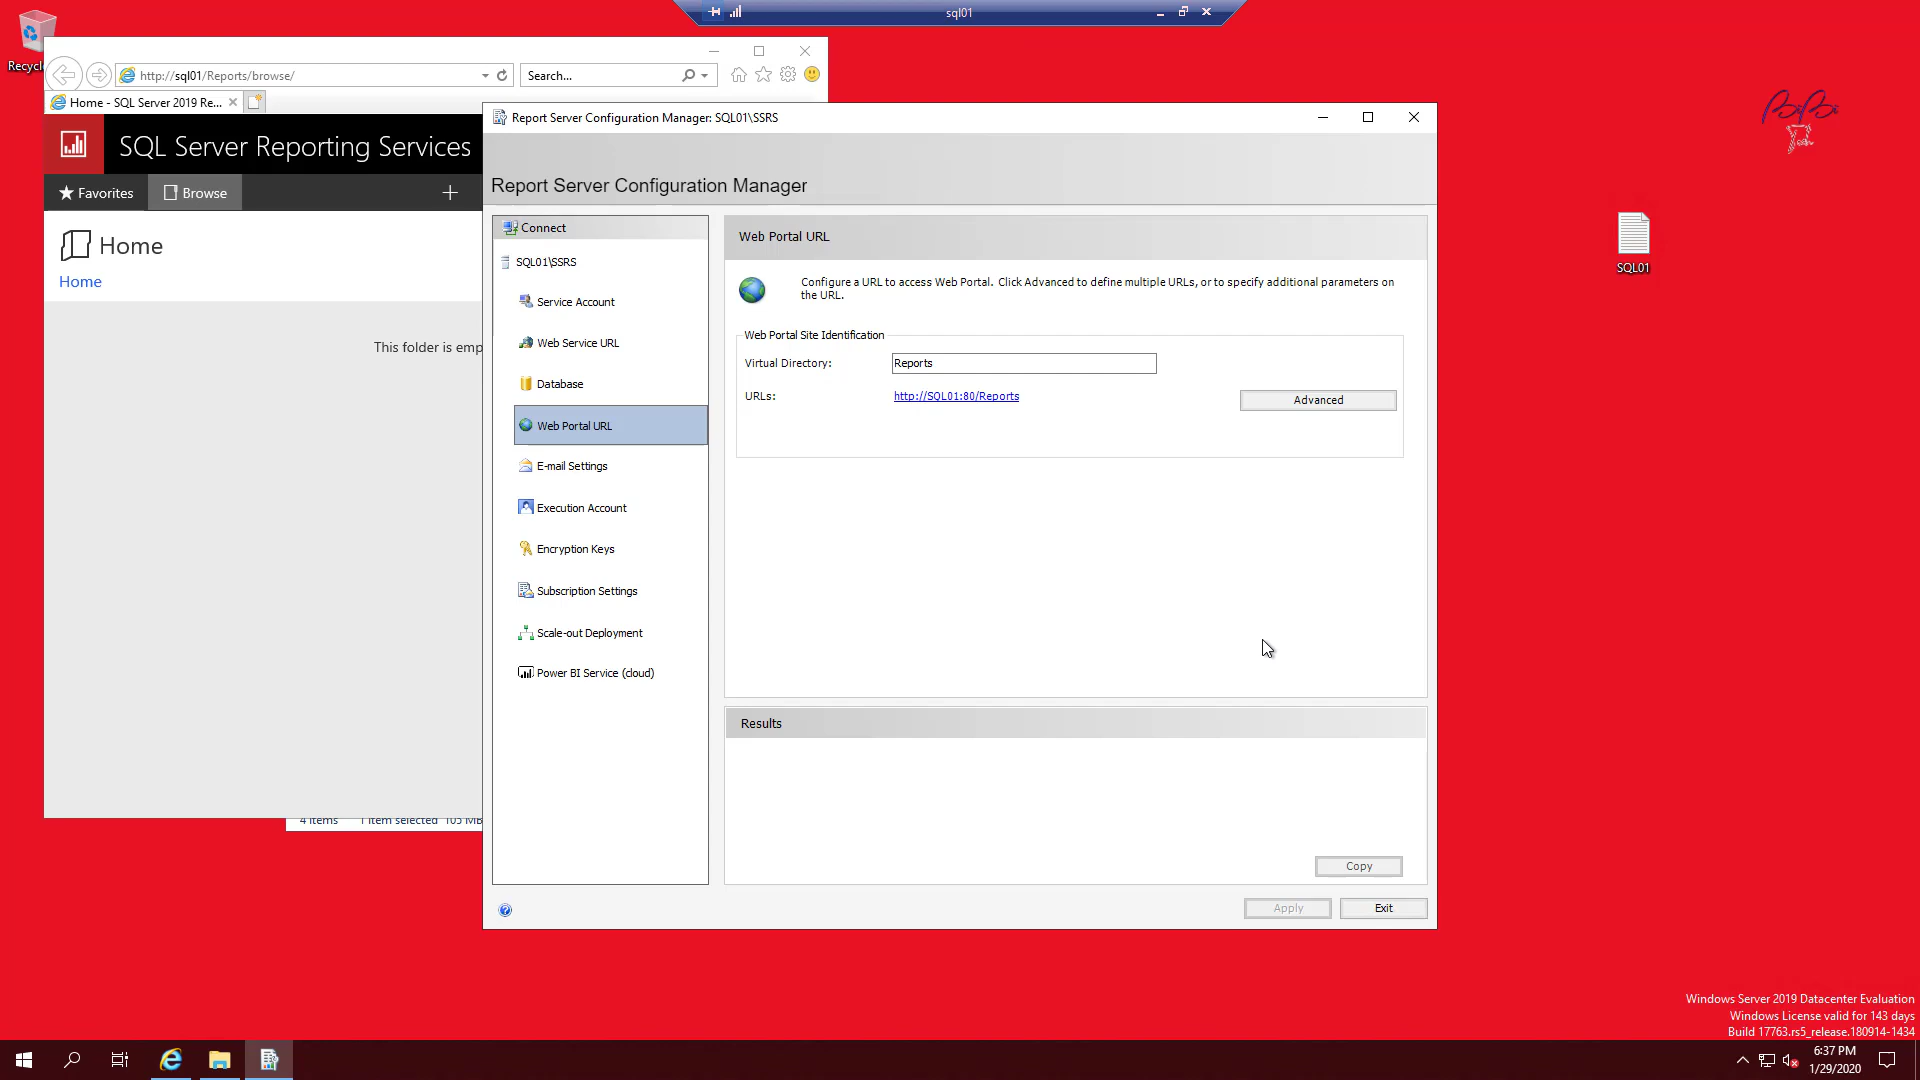 sql01
Recycl
http://sql01/Reports/browse/
Search...
Home - SQL Server 2019 Re...
SQL Server Reporting Services
Favorites
Browse
Home
Home
This folder is emp
4 items 1 item selected 105 MB
Report Server Configuration Manager: SQL01\SSRS
Report Server Configuration Manager
Connect
SQL01\SSRS
Service Account
Web Service URL
Database
Web Portal URL
E-mail Settings
Execution Account
Encryption Keys
Subscription Settings
Scale-out Deployment
Power BI Service (cloud)
Web Portal URL
Configure a URL to access Web Portal. Click Advanced to define multiple URLs, or to specify additional parameters on
the URL.
Web Portal Site Identification
Virtual Directory:
Reports
URLs:
http://SQL01:80/Reports
Advanced
Results
Copy
Apply
Exit
SQL01
Windows Server 2019 Datacenter Evaluation
Windows License valid for 143 days
Build 17763.rs5_release.180914-1434
6:37 PM
1/29/2020